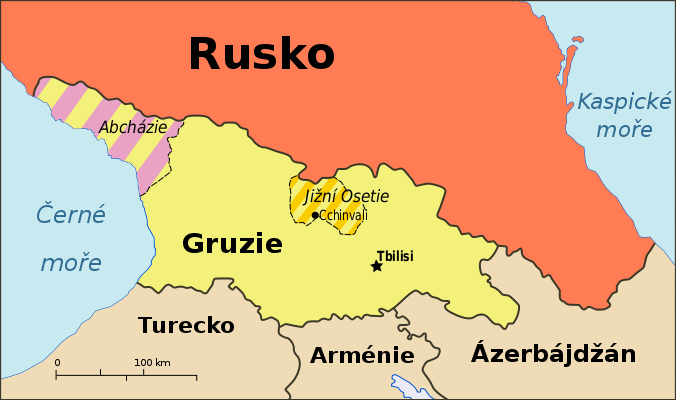 Rusko
Kaspické
moře
Abcházie
Jižní Osetie
Cchinvali
Černé
moře
Gruzie
Tbilisi
Turecko
Arménie
Ázerbájdžán
0
100 km